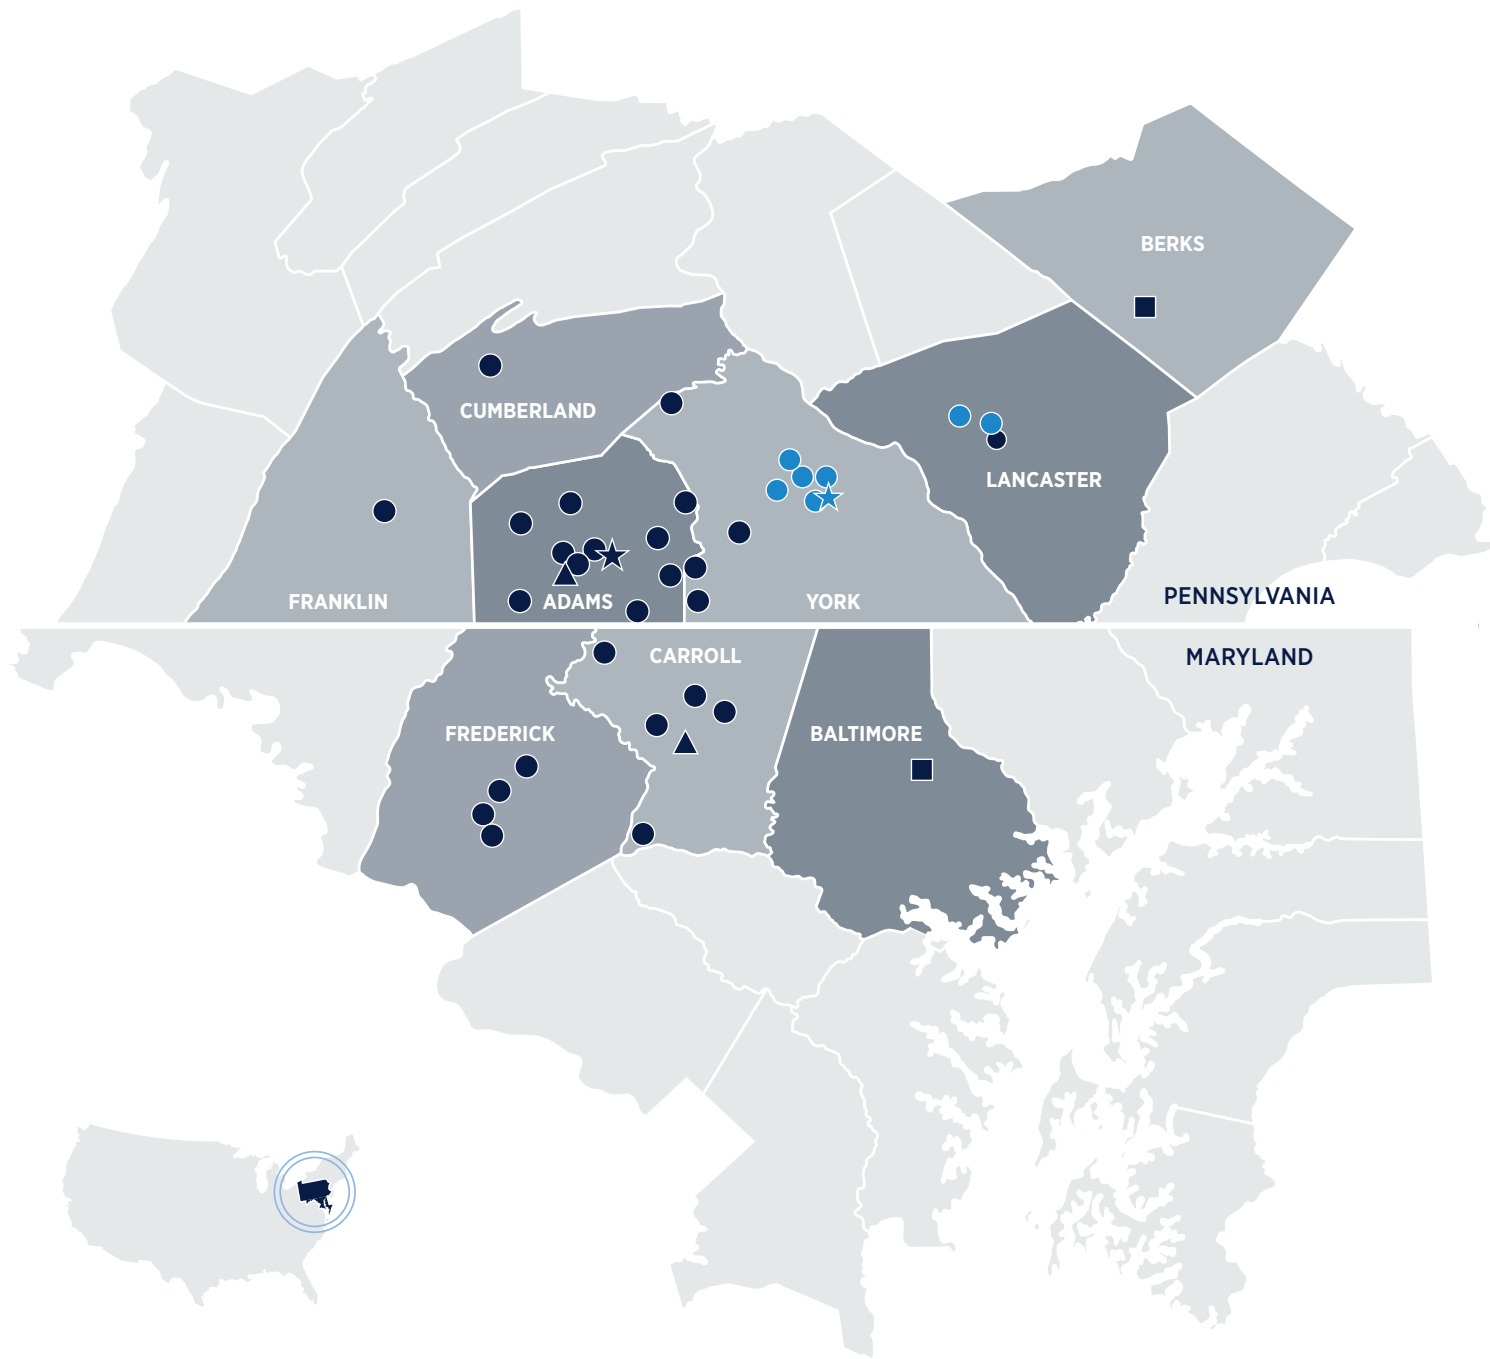 BERKS
CUMBERLAND
LANCASTER
FRANKLIN
ADAMS
YORK
PENNSYLVANIA
CARROLL
MARYLAND
FREDERICK
BALTIMORE